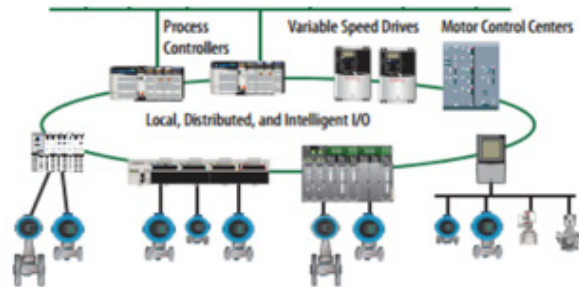 Process
Controllers
Variable Speed Drives
Motor Control Centers
Local, Distributed, and Intelligent I/O